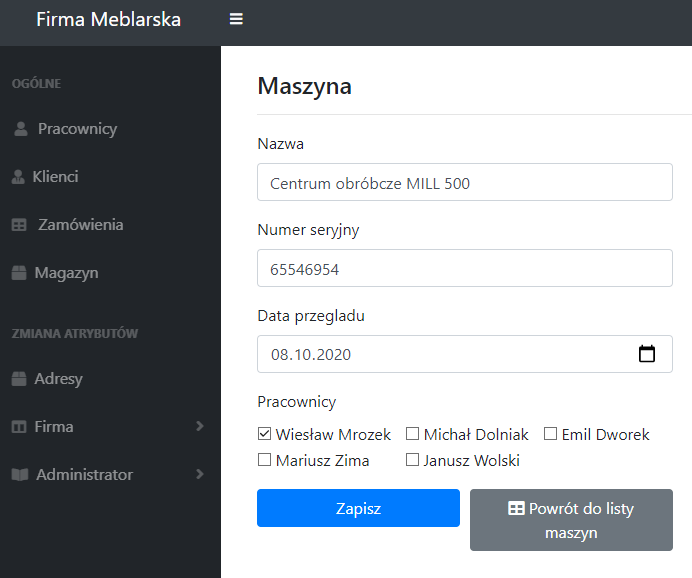 Firma Meblarska
OGÓLNE
Pracownicy
Klienci
Zamówienia
Magazyn
ZMIANA ATRYBUTÓW
Adresy
Firma
Administrator
Maszyna
Nazwa
Centrum obróbcze MILL 500
Numer seryjny
65546954
Data przegladu
08.10.2020
Pracownicy
Wiesław Mrozek Michał Dolniak Emil Dworek
Mariusz Zima Janusz Wolski
Zapisz
Powrót do listy
maszyn